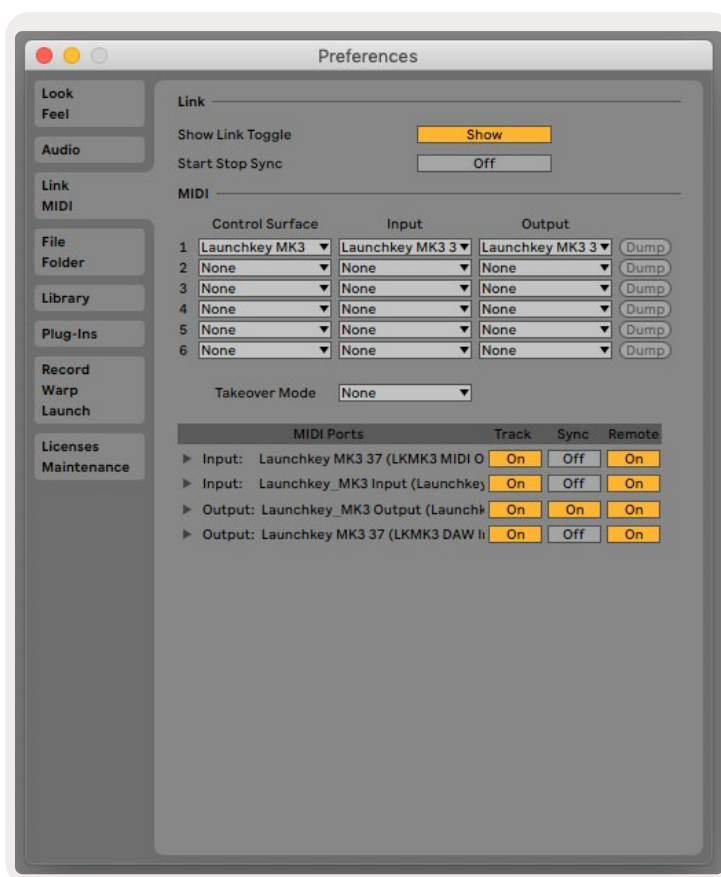 Preferences
Look
Feel
Audio
Link
MIDI
File
Folder
Library
Plug-Ins
Record
Warp
Launch
Licenses
Maintenance
Link
Show Link Toggle Show
Start Stop Sync Off
MIDI
Control Surface Input Output
1 Launchkey MK3 Launchkey MK3 3 Launchkey MK3 3 Dump
2 None None None Dump
3 None None None Dump
4 None None None Dump
5 None None None Dump
6 None None None Dump
Takeover Mode None
MIDI Ports Track Sync Remote
Input: Launchkey MK3 37 (LKMK3 MIDI O On Off On
Input: Launchkey_MK3 Input (Launchkey On Off On
Output: Launchkey_MK3 Output (Launchk On On On
Output: Launchkey MK3 37 (LKMK3 DAW In On Off On